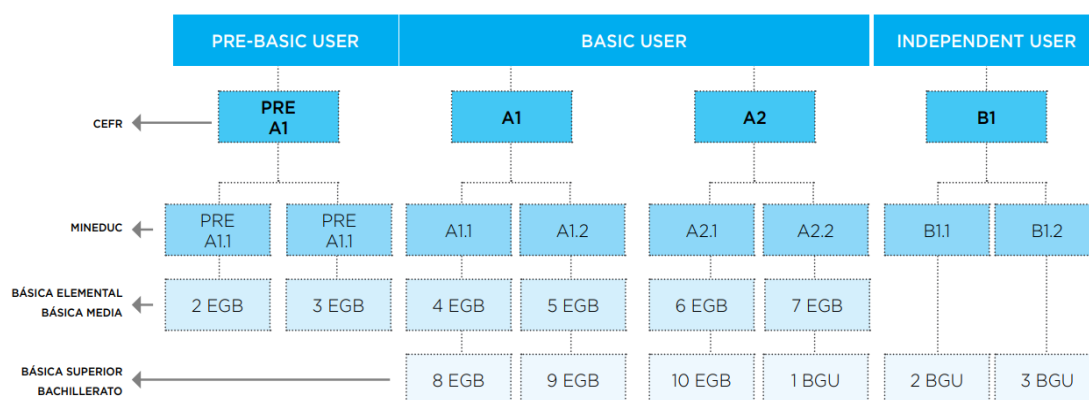 PRE-BASIC USER BASIC USER INDEPENDENT USER
CEFR
PRE
A1
A1
A2
B1
MINEDUC
PRE
A1.1
PRE
A1.1
A1.1
A1.2
A2.1
A2.2
B1.1
B1.2
BÁSICA ELEMENTAL
BÁSICA MEDIA
2 EGB
3 EGB
4 EGB
5 EGB
6 EGB
7 EGB
BÁSICA SUPERIOR
BACHILLERATO
8 EGB
9 EGB
10 EGB
1 BGU
2 BGU
3 BGU